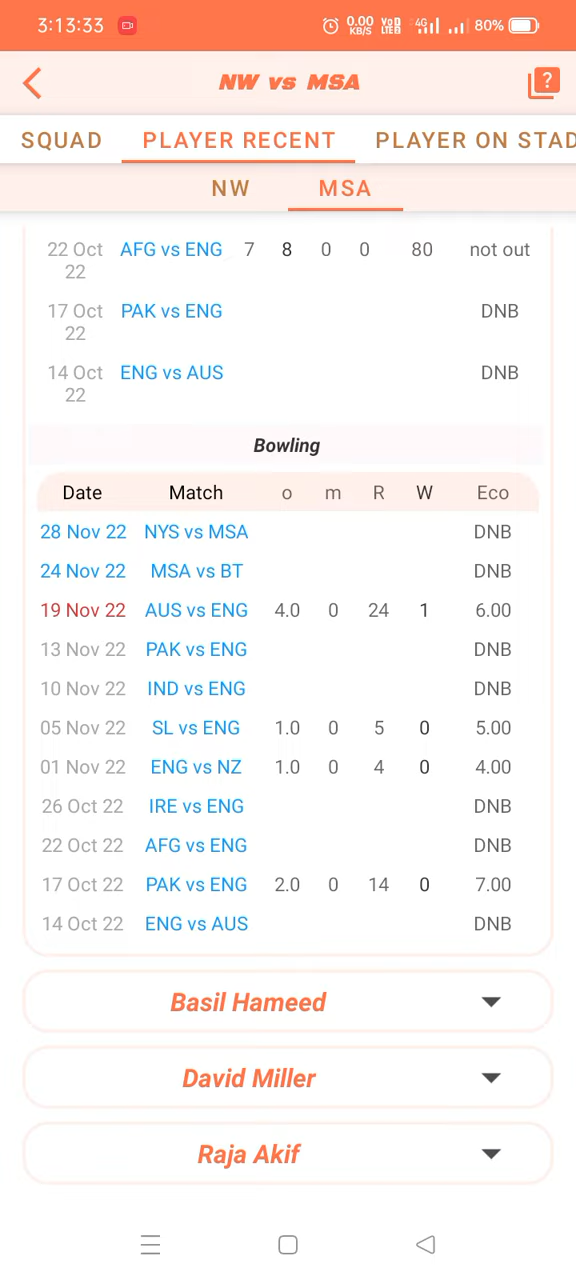 3:13:33 0.00 KB/S Vo LTE 4G 80%
NW vs MSA ?
SQUAD PLAYER RECENT PLAYER ON STAD
NW MSA
22 Oct 22 AFG vs ENG 7 8 0 0 80 not out
17 Oct 22 PAK vs ENG DNB
14 Oct 22 ENG vs AUS DNB
Bowling
Date Match o m R W Eco
28 Nov 22 NYS vs MSA DNB
24 Nov 22 MSA vs BT DNB
19 Nov 22 AUS vs ENG 4.0 0 24 1 6.00
13 Nov 22 PAK vs ENG DNB
10 Nov 22 IND vs ENG DNB
05 Nov 22 SL vs ENG 1.0 0 5 0 5.00
01 Nov 22 ENG vs NZ 1.0 0 4 0 4.00
26 Oct 22 IRE vs ENG DNB
22 Oct 22 AFG vs ENG DNB
17 Oct 22 PAK vs ENG 2.0 0 14 0 7.00
14 Oct 22 ENG vs AUS DNB
Basil Hameed
David Miller
Raja Akif